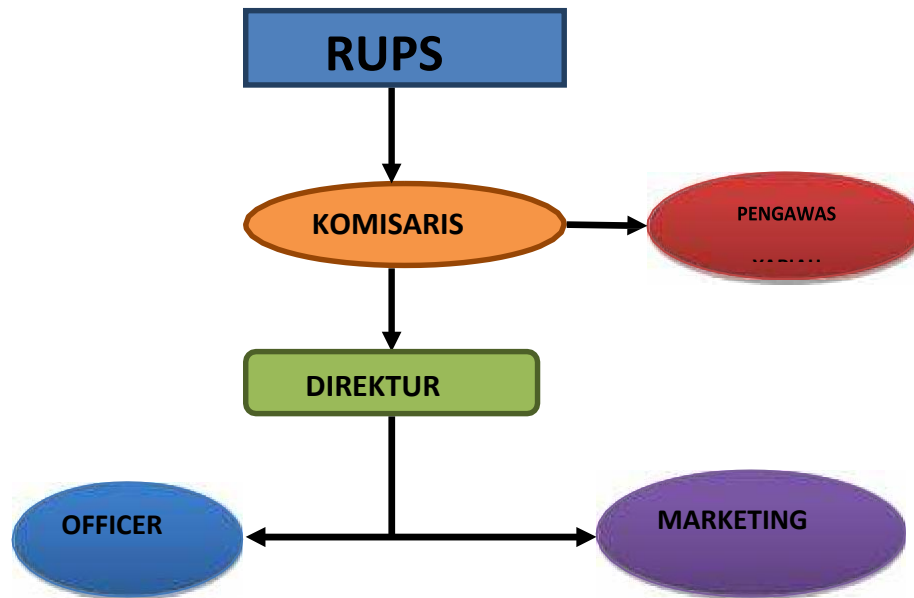 RUPS
KOMISARIS
PENGAWAS
DIREKTUR
OFFICER
MARKETING